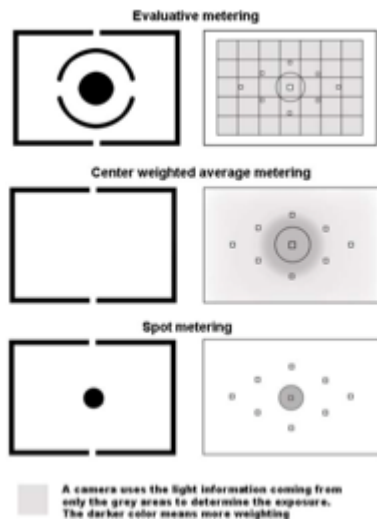 Evaluative metering
Center weighted average metering
Spot metering
A camera uses the light information coming from
only the grey areas to determine the exposure.
The darker color means more weighting